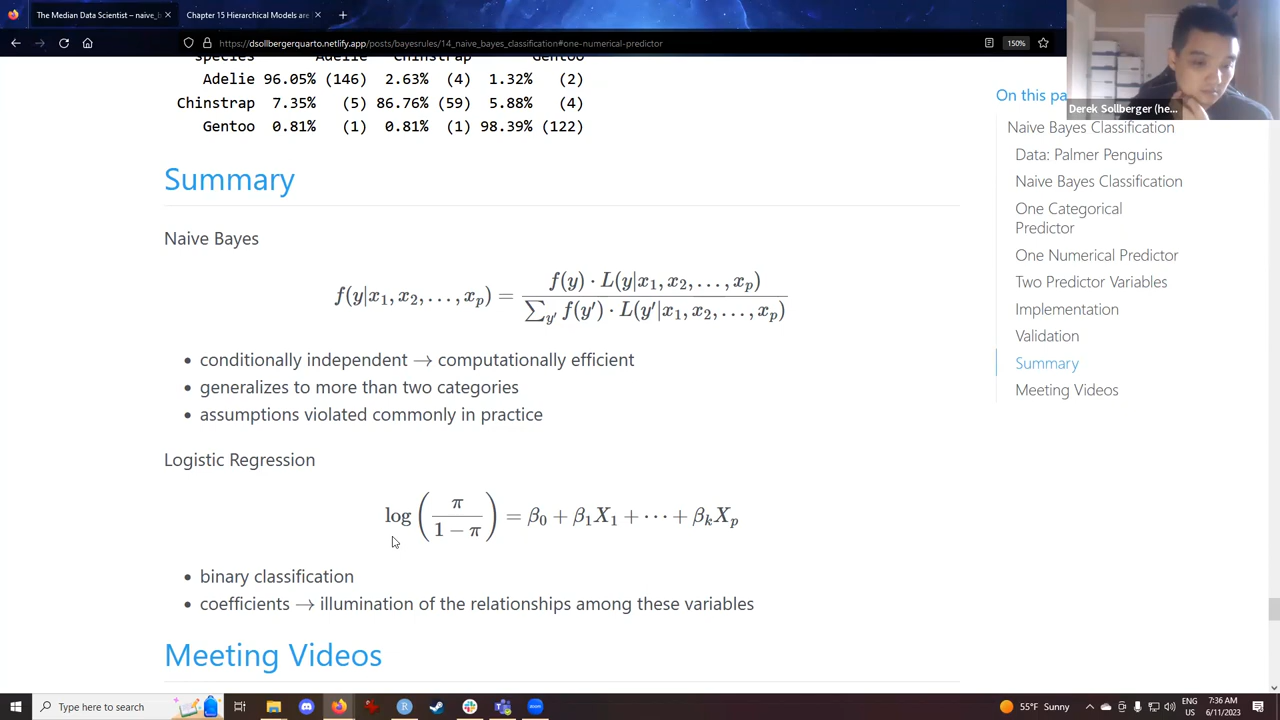 The Median Data Scientist – naive_b
Chapter 15 Hierarchical Models are
https://dsollbergerquarto.netlify.app/posts/bayesrules/14_naive_bayes_classification#one-numerical-predictor
150%
Derek Sollberger (he...
Adelie 96.05% (146) 2.63% (4) 1.32% (2)
Chinstrap 7.35% (5) 86.76% (59) 5.88% (4)
Gentoo 0.81% (1) 0.81% (1) 98.39% (122)
Summary
Naive Bayes
f(y|x₁, x₂, …, xₚ) = f(y) · L(y|x₁, x₂, …, xₚ) / ∑y′ f(y′) · L(y′|x₁, x₂, …, xₚ)
• conditionally independent → computationally efficient
• generalizes to more than two categories
• assumptions violated commonly in practice
Logistic Regression
log(π / 1 − π) = β₀ + β₁X₁ + ⋯ + βₖXₚ
• binary classification
• coefficients → illumination of the relationships among these variables
Meeting Videos
On this pa
Naive Bayes Classification
Data: Palmer Penguins
Naive Bayes Classification
One Categorical
Predictor
One Numerical Predictor
Two Predictor Variables
Implementation
Validation
Summary
Meeting Videos
Type here to search
55°F Sunny
ENG
US
7:36 AM
6/11/2023